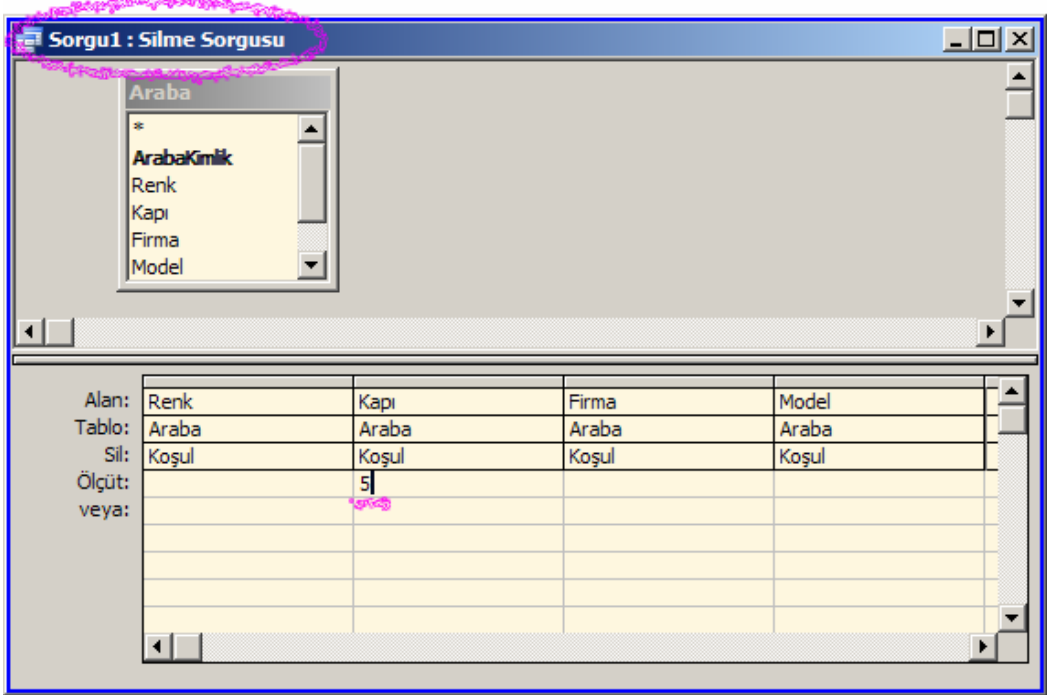 Sorgu1 : Silme Sorgusu
Araba
*
ArabaKimlik
Renk
Kapı
Firma
Model
Alan: Renk Kapı Firma Model
Tablo: Araba Araba Araba Araba
Sil: Koşul Koşul Koşul Koşul
Ölçüt: 5
veya: